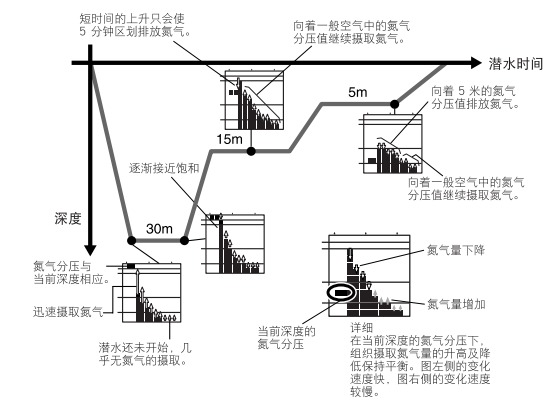 短时间的上升只会使
5 分钟区划排放氮气。
向着一般空气中的氮气
分压值继续摄取氮气。
潜水时间
5m
向着 5 米的氮气
分压值排放氮气。
15m
逐渐接近饱和
向着一般空气中的氮气
分压值继续摄取氮气。
深度
30m
氮气分压与
当前深度相应。
迅速摄取氮气
潜水还未开始，几
乎无氮气的摄取。
氮气量下降
氮气量增加
当前深度的
氮气分压
详细
在当前深度的氮气分压下，
组织摄取氮气量的升高及降
低保持平衡。图左侧的变化
速度快，图右侧的变化速度
较慢。